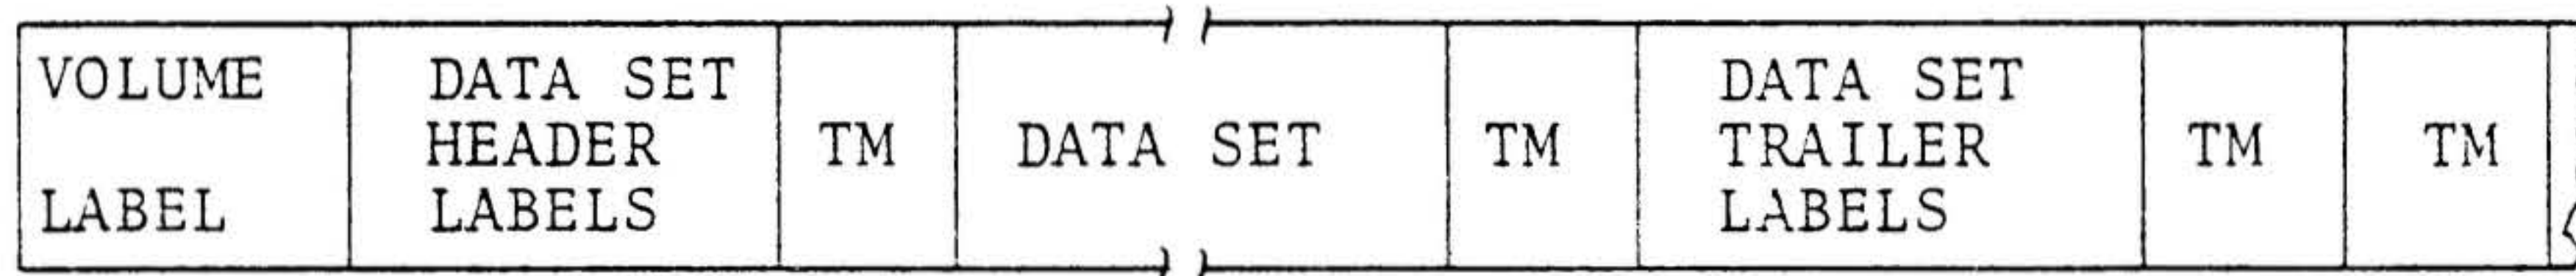 VOLUME
LABEL
DATA SET
HEADER
LABELS
TM
DATA SET
TM
DATA SET
TRAILER
LABELS
TM
TM